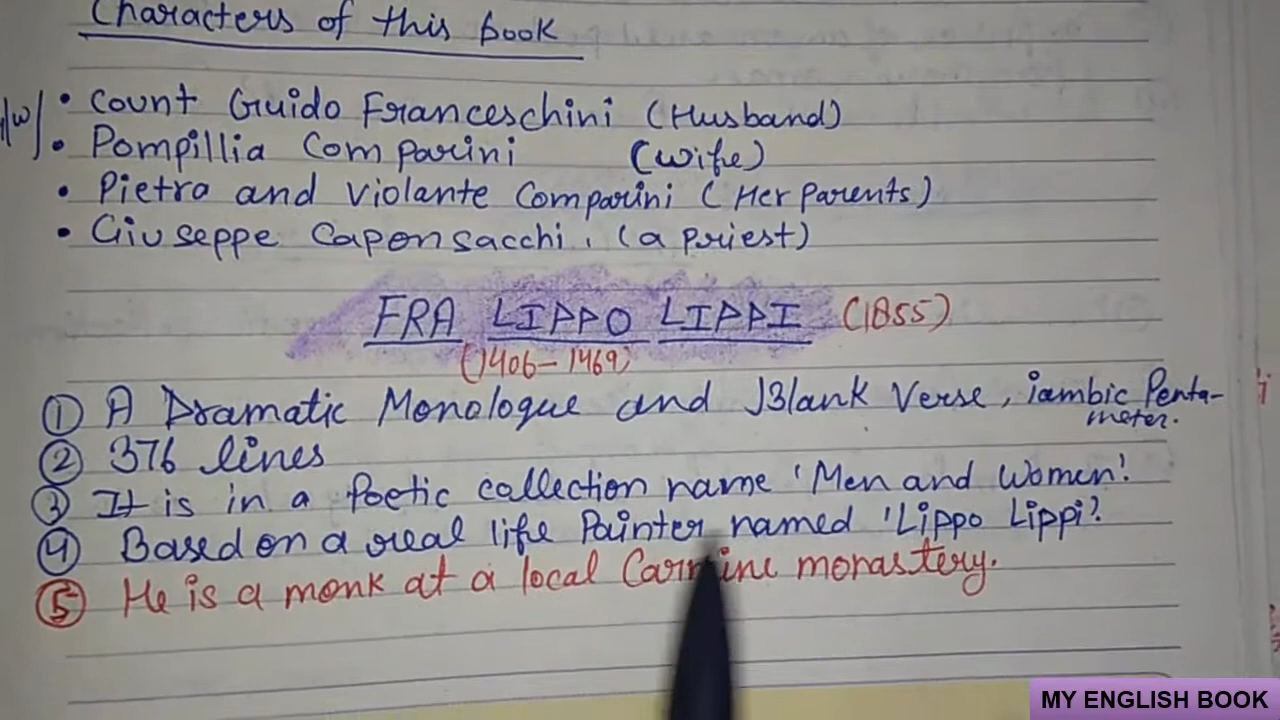 Characters of this book
H/W
• Count Guido Franceschini (Husband)
• Pompillia Comparini (wife)
• Pietro and Violante Comparini (Her Parents)
• Giuseppe Caponsacchi. (a priest)
FRA LIPPO LIPPI (1855)
(1406-1469)
① A Dramatic Monologue and Blank Verse, iambic Penta-
meter.
② 376 lines
③ It is in a Poetic collection name 'Men and Women'.
④ Based on a real life Painter named 'Lippo Lippi'.
⑤ He is a monk at a local monastery.
MY ENGLISH BOOK